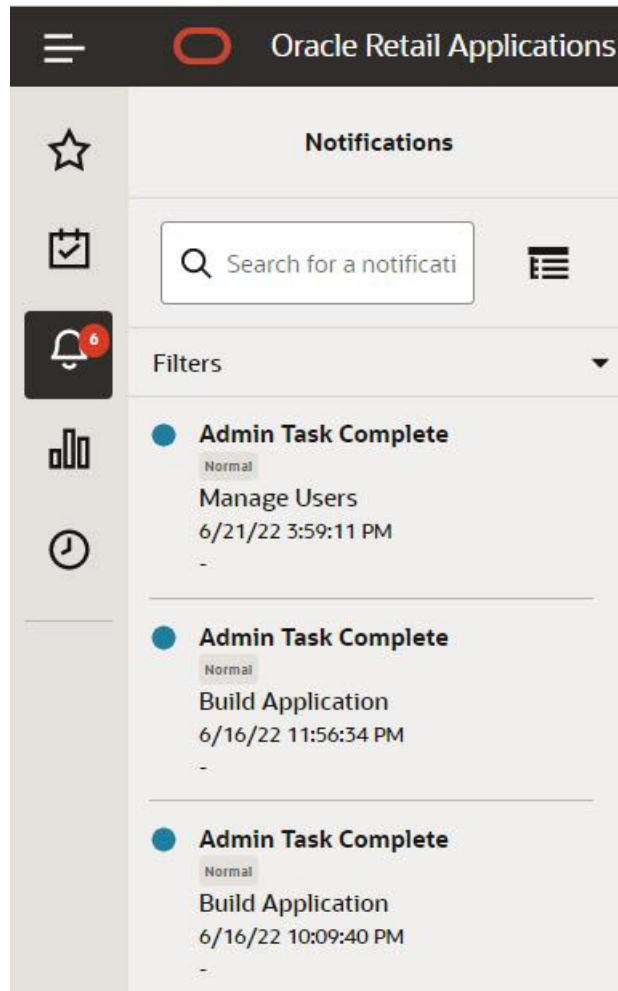 Oracle Retail Applications
Notifications
Search for a notificati
6
Filters
Admin Task Complete
Normal
Manage Users
6/21/22 3:59:11 PM
-
Admin Task Complete
Normal
Build Application
6/16/22 11:56:34 PM
-
Admin Task Complete
Normal
Build Application
6/16/22 10:09:40 PM
-